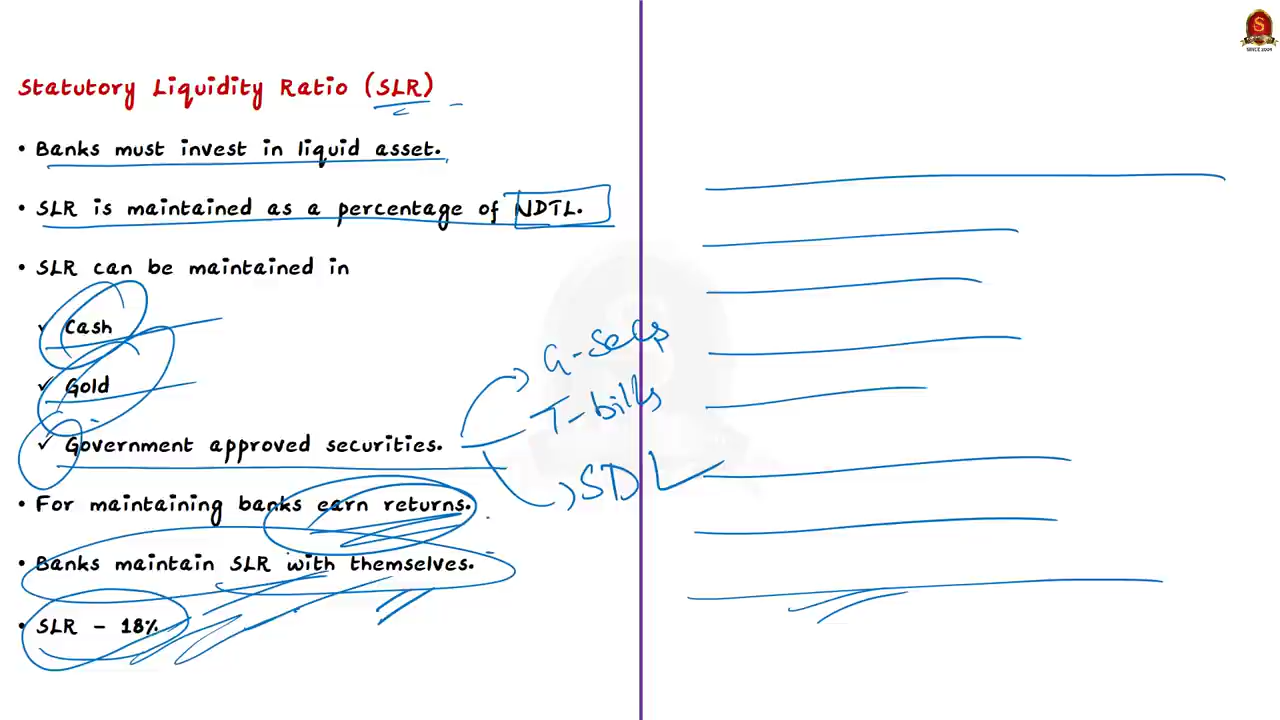 Statutory Liquidity Ratio (SLR)
• Banks must invest in liquid asset.
• SLR is maintained as a percentage of NDTL.
• SLR can be maintained in
✓ Cash
✓ Gold
✓ Government approved securities.
G-Secs
T-bills
SDL
• For maintaining banks earn returns.
• Banks maintain SLR with themselves.
• SLR - 18%
S
SINCE 2004